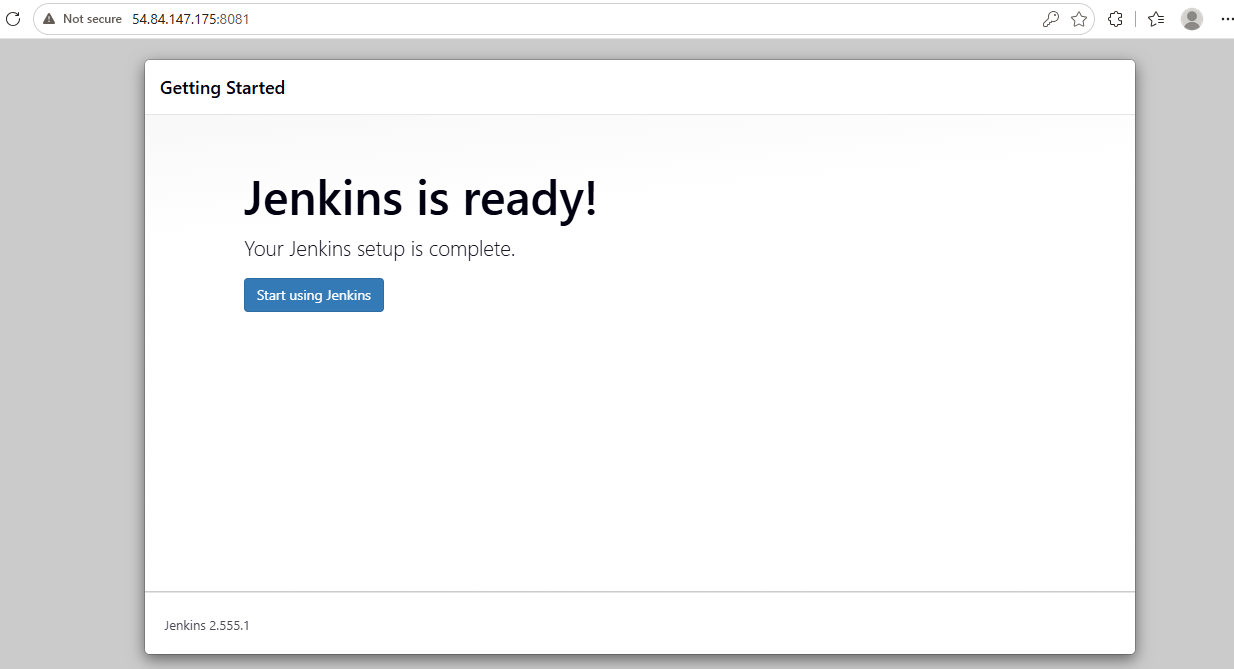 Not secure 54.84.147.175:8081
Getting Started
Jenkins is ready!
Your Jenkins setup is complete.
Start using Jenkins
Jenkins 2.555.1